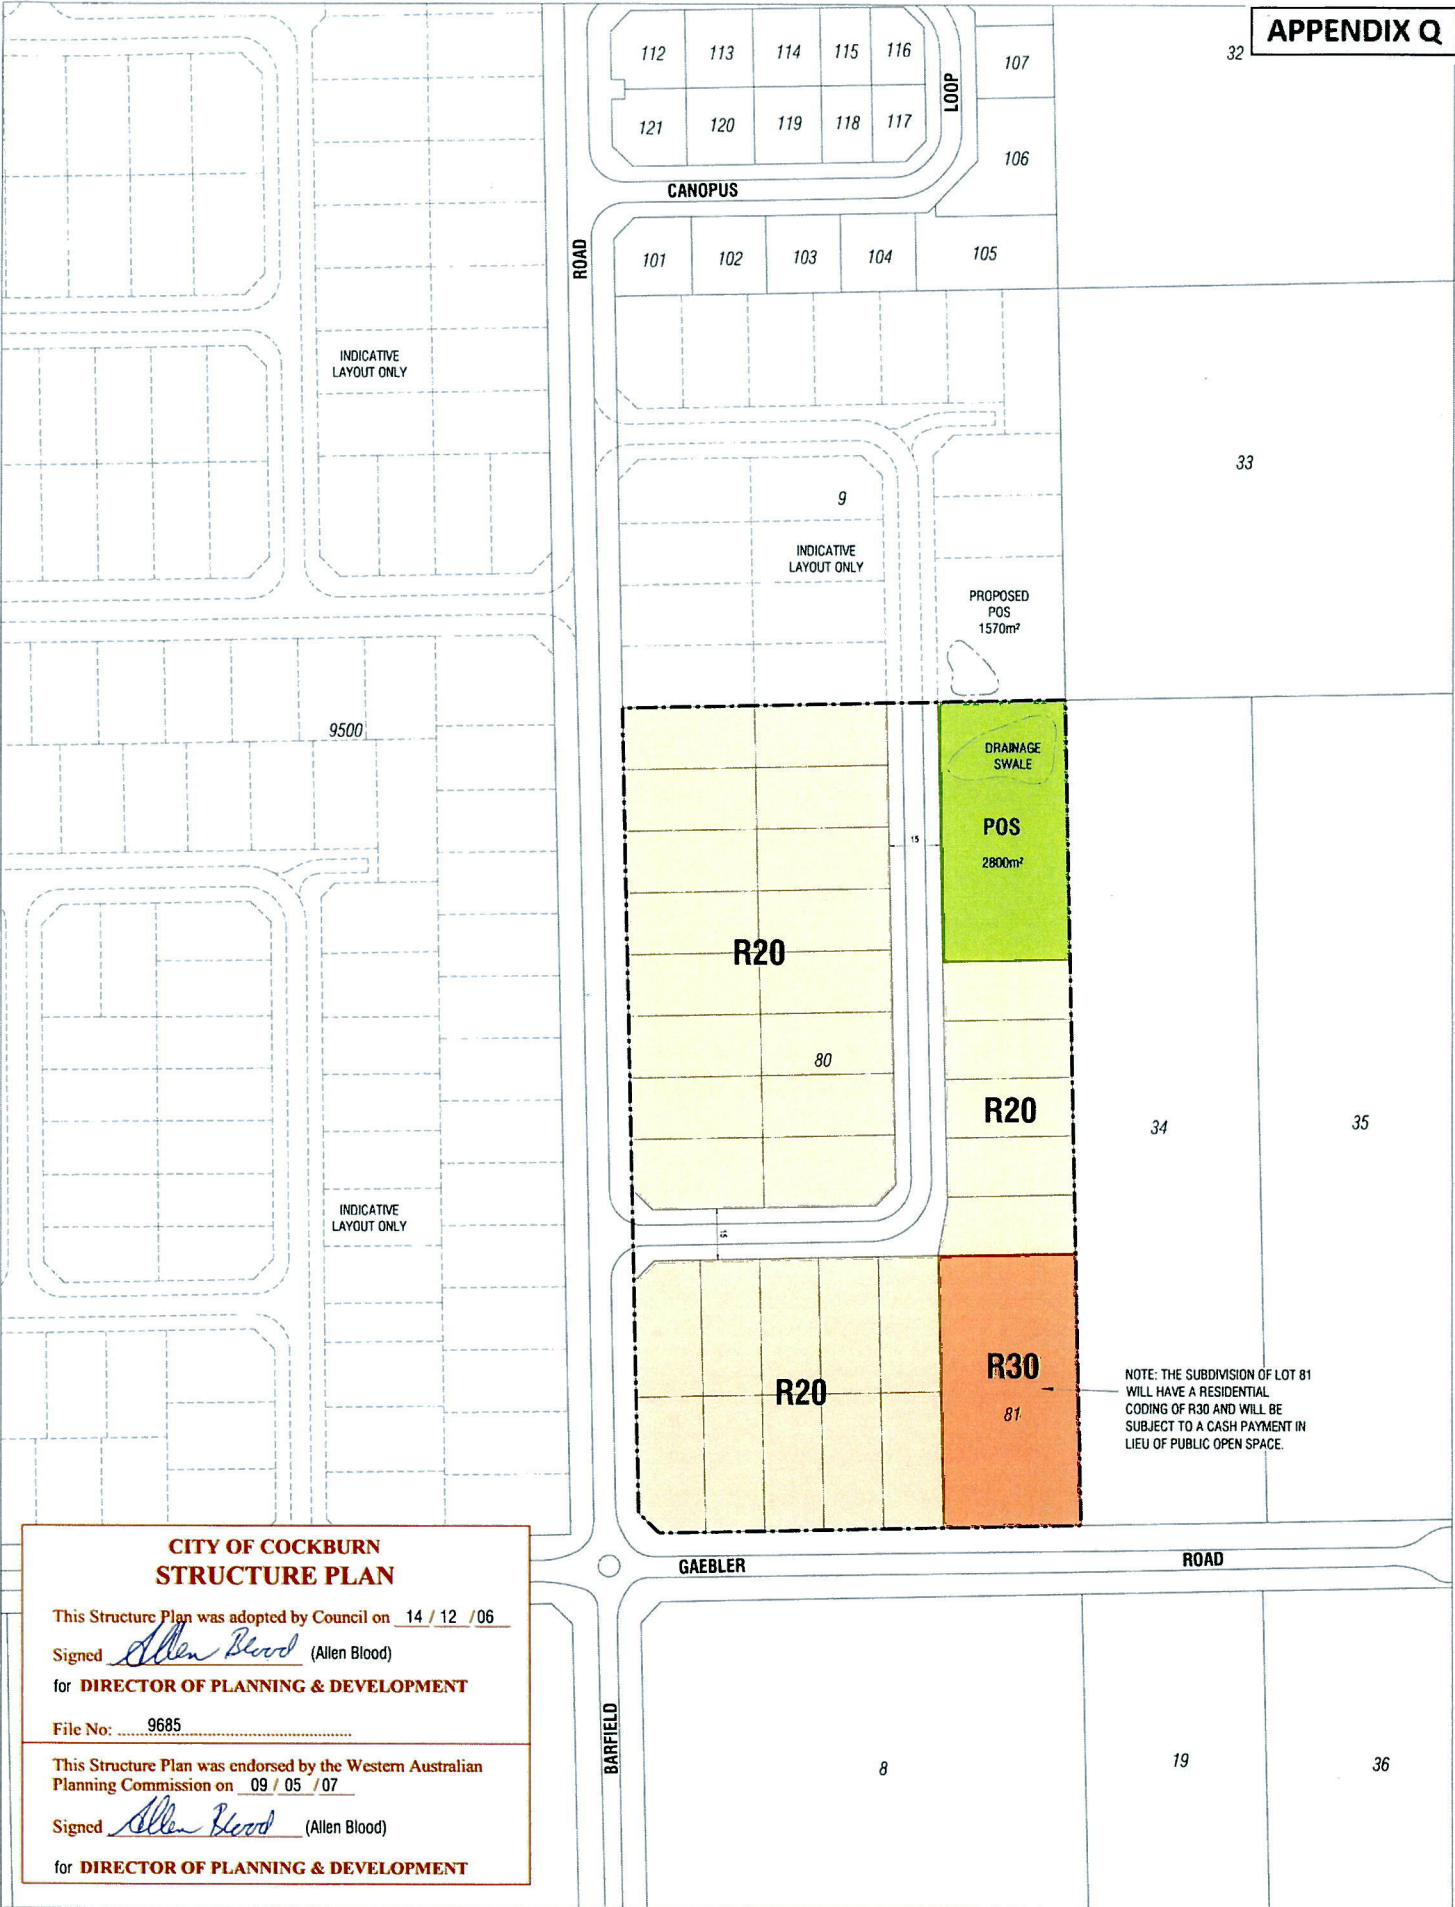 APPENDIX Q
32
112
113
114
115
116
107
LOOP
121
120
119
118
117
106
CANOPUS
ROAD
101
102
103
104
105
INDICATIVE
LAYOUT ONLY
33
9
INDICATIVE
LAYOUT ONLY
PROPOSED
POS
1570m²
9500
DRAINAGE
SWALE
POS
2800m²
15
R20
80
R20
34
35
INDICATIVE
LAYOUT ONLY
15
R20
R30
81
NOTE: THE SUBDIVISION OF LOT 81
WILL HAVE A RESIDENTIAL
CODING OF R30 AND WILL BE
SUBJECT TO A CASH PAYMENT IN
LIEU OF PUBLIC OPEN SPACE.
GAEBLER
ROAD
BARFIELD
8
19
36
CITY OF COCKBURN
STRUCTURE PLAN
This Structure Plan was adopted by Council on 14 / 12 / 06
Signed Allen Blood (Allen Blood)
for DIRECTOR OF PLANNING & DEVELOPMENT
File No: 9685
This Structure Plan was endorsed by the Western Australian
Planning Commission on 09 / 05 / 07
Signed Allen Blood (Allen Blood)
for DIRECTOR OF PLANNING & DEVELOPMENT